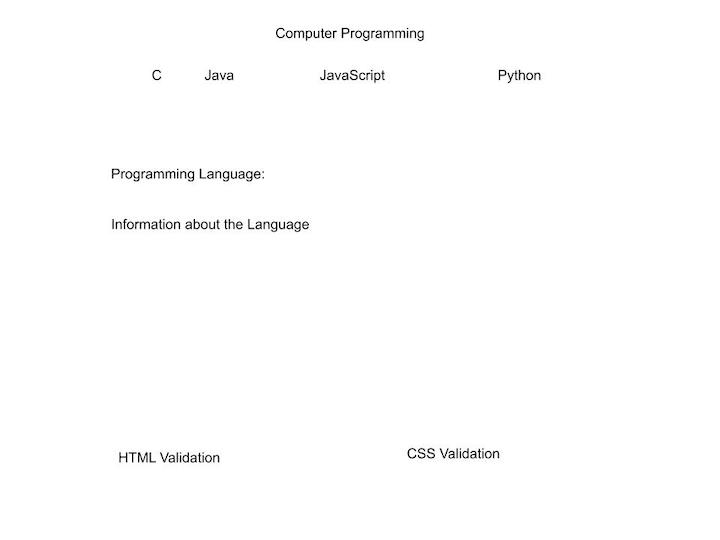 Computer Programming
C Java JavaScript Python
Programming Language:
Information about the Language
HTML Validation CSS Validation